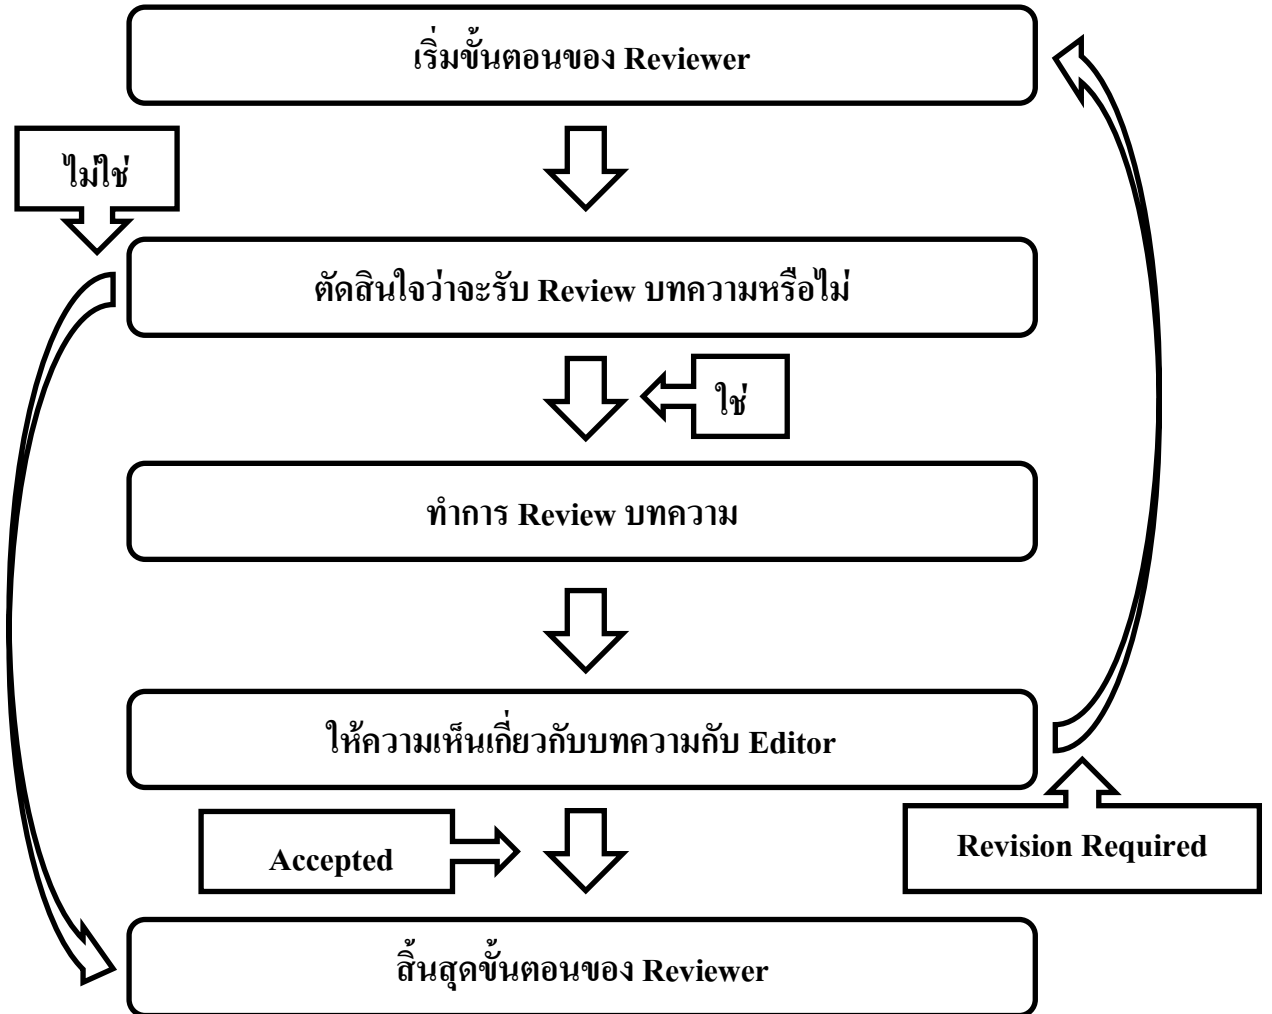 เริ่มขั้นตอนของ Reviewer
ไม่ใช่
ตัดสินใจว่าจะรับ Review บทความหรือไม่
ใช่
ทำการ Review บทความ
ให้ความเห็นเกี่ยวกับบทความกับ Editor
Accepted
Revision Required
สิ้นสุดขั้นตอนของ Reviewer